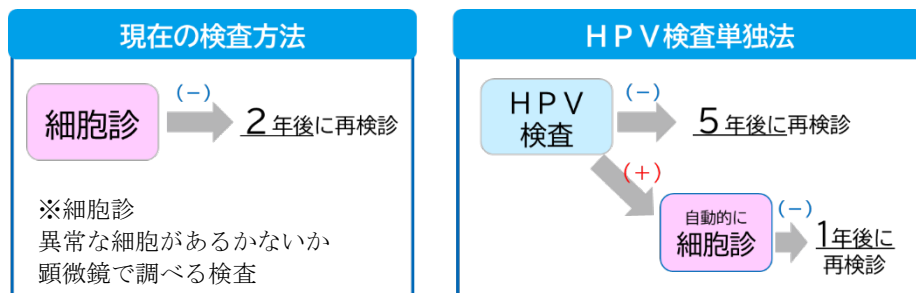 現在の検査方法
細胞診
(－)
２年後に再検診
※細胞診
異常な細胞があるかないか
顕微鏡で調べる検査
ＨＰＶ検査単独法
ＨＰＶ
検査
(－)
５年後に再検診
(＋)
自動的に
細胞診
(－)
1年後に
再検診